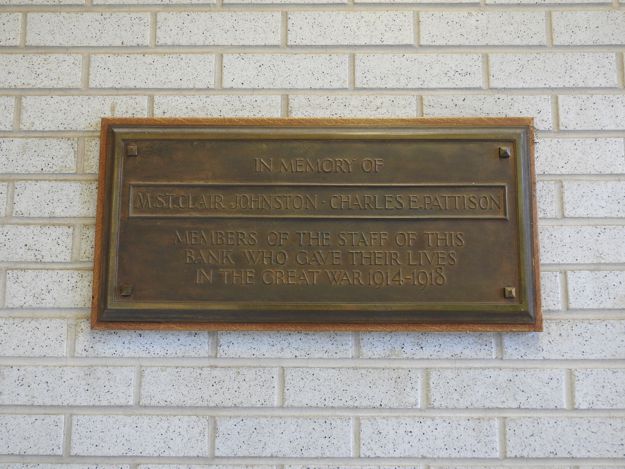 IN MEMORY OF
M.ST.CLAIR JOHNSTON · CHARLES E. PATTISON
MEMBERS OF THE STAFF OF THIS
BANK WHO GAVE THEIR LIVES
IN THE GREAT WAR 1914-1918